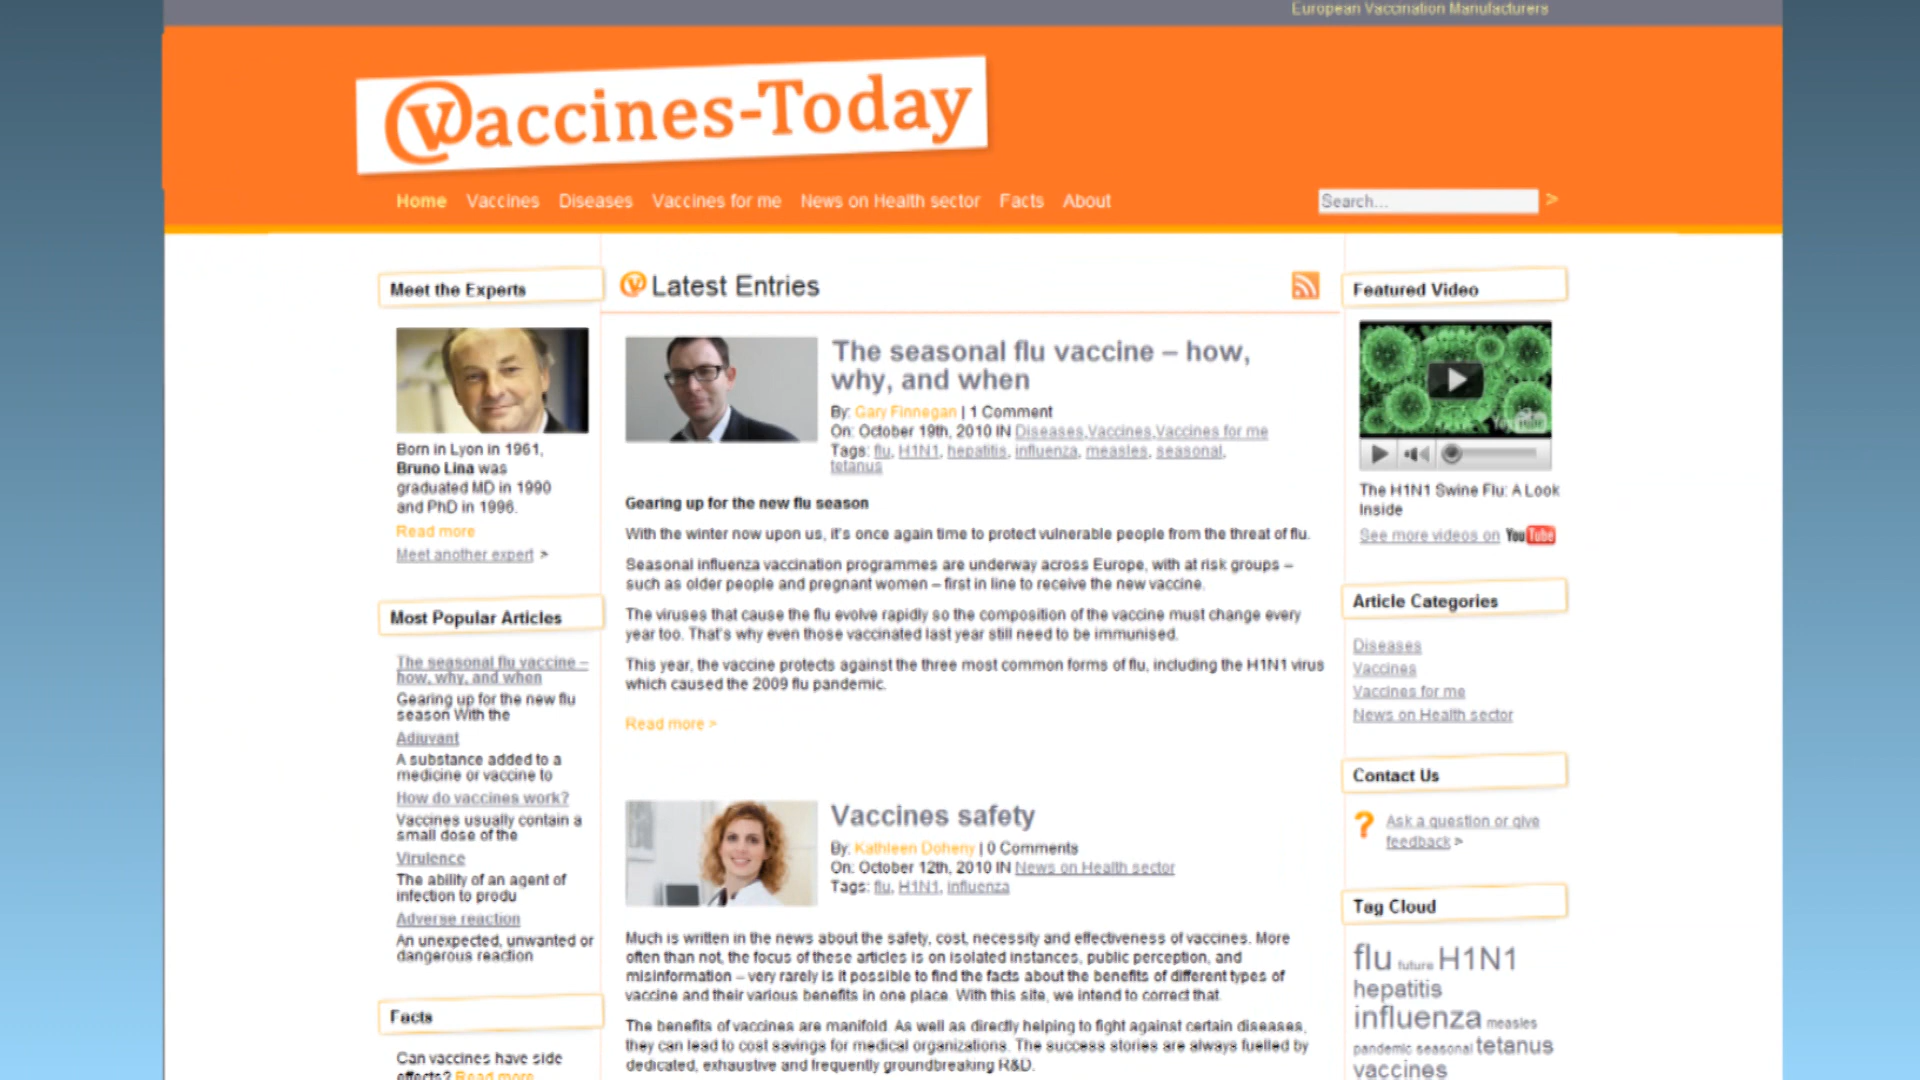 European Vaccination Manufacturers
Vaccines-Today
Home Vaccines Diseases Vaccines for me News on Health sector Facts About
Search... >
Meet the Experts
Born in Lyon in 1961,
Bruno Lina was
graduated MD in 1990
and PhD in 1996.
Read more
Meet another expert >
Most Popular Articles
The seasonal flu vaccine –
how, why, and when
Gearing up for the new flu
season With the
Adjuvant
A substance added to a
medicine or vaccine to
How do vaccines work?
Vaccines usually contain a
small dose of the
Virulence
The ability of an agent of
infection to produ
Adverse reaction
An unexpected, unwanted or
dangerous reaction
Facts
Can vaccines have side
effects? Read more
Latest Entries
The seasonal flu vaccine – how,
why, and when
By: Gary Finnegan | 1 Comment
On: October 19th, 2010 IN Diseases,Vaccines,Vaccines for me
Tags: flu, H1N1, hepatitis, influenza, measles, seasonal,
tetanus
Gearing up for the new flu season
With the winter now upon us, it's once again time to protect vulnerable people from the threat of flu.
Seasonal influenza vaccination programmes are underway across Europe, with at risk groups –
such as older people and pregnant women – first in line to receive the new vaccine.
The viruses that cause the flu evolve rapidly so the composition of the vaccine must change every
year too. That's why even those vaccinated last year still need to be immunised.
This year, the vaccine protects against the three most common forms of flu, including the H1N1 virus
which caused the 2009 flu pandemic.
Read more >
Vaccines safety
By: Kathleen Doheny | 0 Comments
On: October 12th, 2010 IN News on Health sector
Tags: flu, H1N1, influenza
Much is written in the news about the safety, cost, necessity and effectiveness of vaccines. More
often than not, the focus of these articles is on isolated instances, public perception, and
misinformation – very rarely is it possible to find the facts about the benefits of different types of
vaccine and their various benefits in one place. With this site, we intend to correct that.
The benefits of vaccines are manifold. As well as directly helping to fight against certain diseases,
they can lead to cost savings for medical organizations. The success stories are always fuelled by
dedicated, exhaustive and frequently groundbreaking R&D.
Featured Video
YouTube
The H1N1 Swine Flu: A Look
Inside
See more videos on YouTube
Article Categories
Diseases
Vaccines
Vaccines for me
News on Health sector
Contact Us
? Ask a question or give
feedback >
Tag Cloud
flu future H1N1
hepatitis
influenza measles
pandemic seasonal tetanus
vaccines